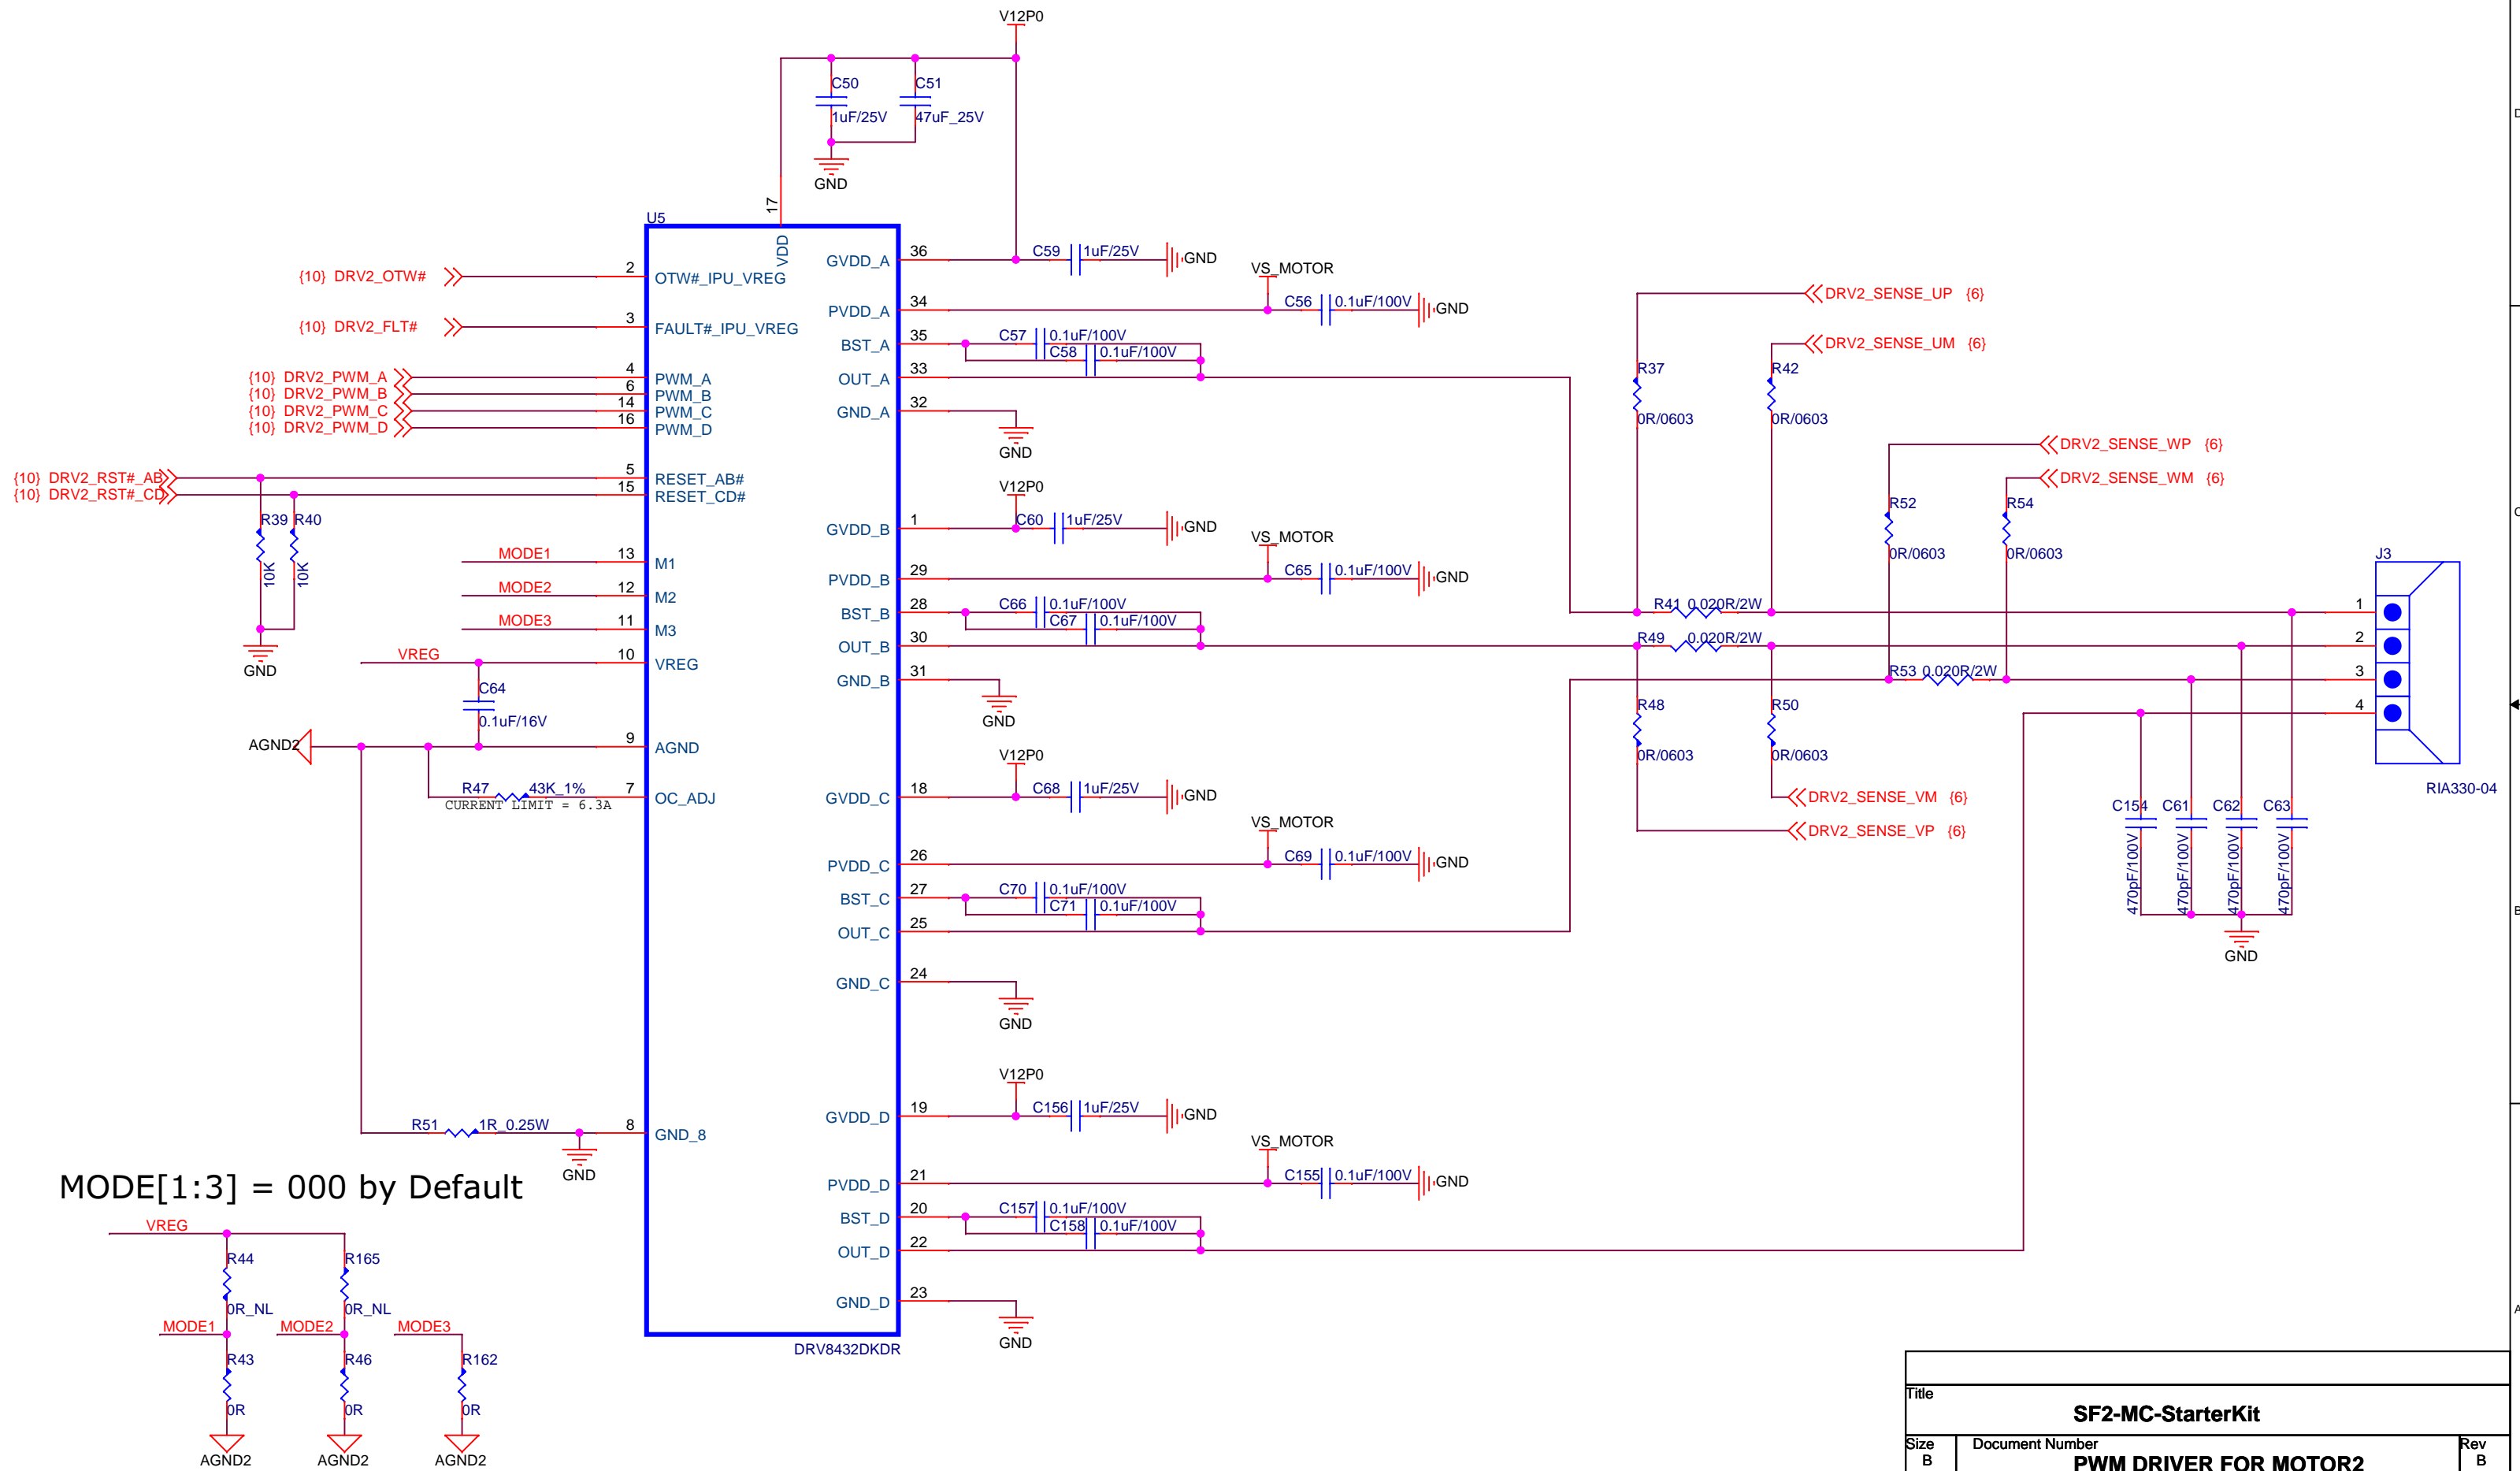 V12P0
C50
1uF/25V
C51
47uF_25V
GND
D
U5
17
VDD
{10} DRV2_OTW#
2
OTW#_IPU_VREG
{10} DRV2_FLT#
3
FAULT#_IPU_VREG
{10} DRV2_PWM_A
4
PWM_A
{10} DRV2_PWM_B
6
PWM_B
{10} DRV2_PWM_C
14
PWM_C
{10} DRV2_PWM_D
16
PWM_D
{10} DRV2_RST#_AB
5
RESET_AB#
{10} DRV2_RST#_CD
15
RESET_CD#
R39
10K
R40
10K
GND
MODE1
13
M1
MODE2
12
M2
MODE3
11
M3
VREG
10
VREG
C64
0.1uF/16V
AGND2
9
AGND
R47
43K_1%
7
OC_ADJ
CURRENT LIMIT = 6.3A
R51
1R_0.25W
8
GND_8
GND
GVDD_A
36
C59
1uF/25V
GND
VS_MOTOR
PVDD_A
34
C56
0.1uF/100V
GND
BST_A
35
C57
0.1uF/100V
C58
0.1uF/100V
OUT_A
33
GND_A
32
GND
V12P0
GVDD_B
1
C60
1uF/25V
GND
VS_MOTOR
PVDD_B
29
C65
0.1uF/100V
GND
BST_B
28
C66
0.1uF/100V
C67
0.1uF/100V
OUT_B
30
GND_B
31
GND
V12P0
GVDD_C
18
C68
1uF/25V
GND
VS_MOTOR
PVDD_C
26
C69
0.1uF/100V
GND
BST_C
27
C70
0.1uF/100V
C71
0.1uF/100V
OUT_C
25
GND_C
24
GND
V12P0
GVDD_D
19
C156
1uF/25V
GND
VS_MOTOR
PVDD_D
21
C155
0.1uF/100V
GND
BST_D
20
C157
0.1uF/100V
C158
0.1uF/100V
OUT_D
22
GND_D
23
GND
DRV8432DKDR
DRV2_SENSE_UP {6}
DRV2_SENSE_UM {6}
R37
0R/0603
R42
0R/0603
DRV2_SENSE_WP {6}
DRV2_SENSE_WM {6}
R52
0R/0603
R54
0R/0603
C
R41 0.020R/2W
R49 0.020R/2W
R53 0.020R/2W
R48
0R/0603
R50
0R/0603
DRV2_SENSE_VM {6}
DRV2_SENSE_VP {6}
J3
1
2
3
4
RIA330-04
C154
470pF/100V
C61
470pF/100V
C62
470pF/100V
C63
470pF/100V
GND
B
A
MODE[1:3] = 000 by Default
VREG
R44
0R_NL
R165
0R_NL
MODE1
MODE2
MODE3
R43
0R
R46
0R
R162
0R
AGND2
AGND2
AGND2
Title
SF2-MC-StarterKit
Size
B
Document Number
PWM DRIVER FOR MOTOR2
Rev
B